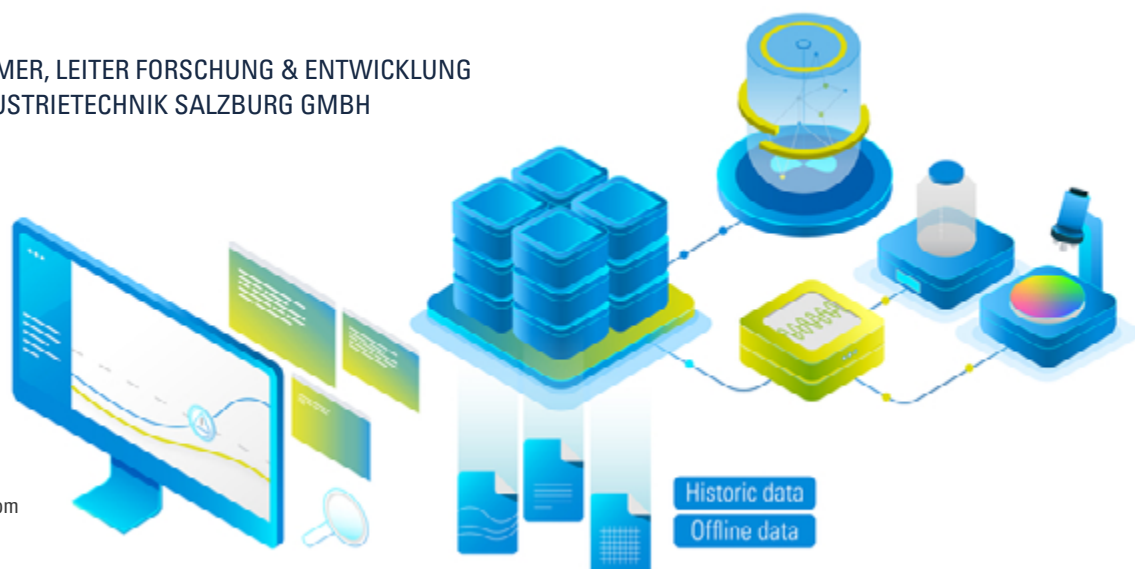 MER, LEITER FORSCHUNG & ENTWICKLUNG
USTRIETECHNIK SALZBURG GMBH
om
Historic data
Offline data